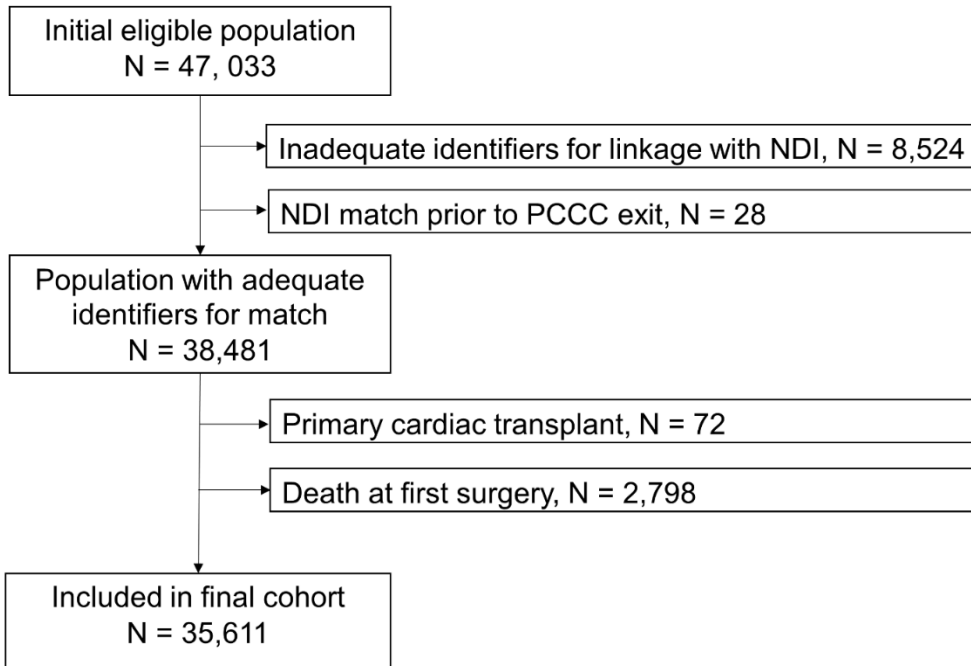 Initial eligible population
N = 47, 033
Inadequate identifiers for linkage with NDI, N = 8,524
NDI match prior to PCCC exit, N = 28
Population with adequate
identifiers for match
N = 38,481
Primary cardiac transplant, N = 72
Death at first surgery, N = 2,798
Included in final cohort
N = 35,611